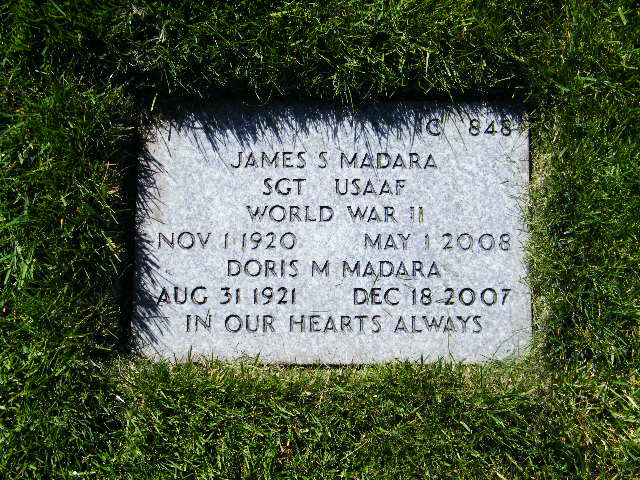 C 848
JAMES S MADARA
SGT USAAF
WORLD WAR II
NOV 1 1920 MAY 1 2008
DORIS M MADARA
AUG 31 1921 DEC 18 2007
IN OUR HEARTS ALWAYS